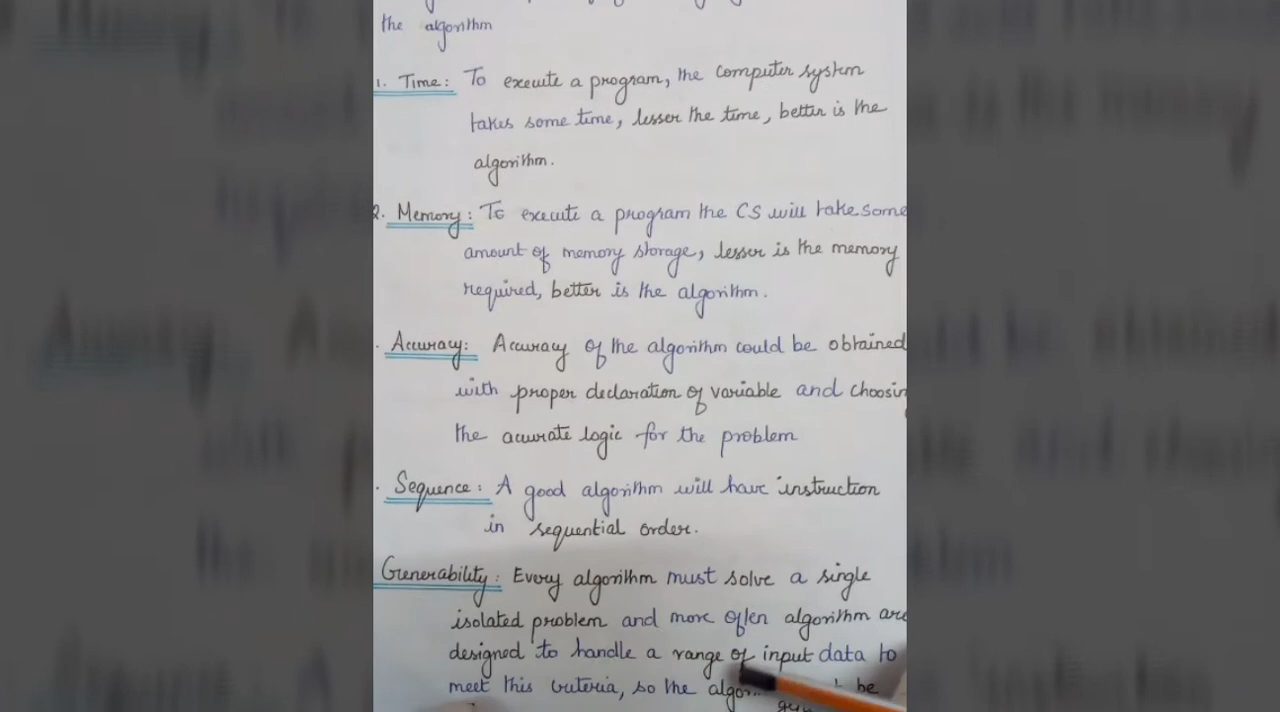 the algorithm
1. Time: To execute a program, the computer system
takes some time, lesser the time, better is the
algorithm.
2. Memory: To execute a program the CS will take some
amount of memory storage, lesser is the memory
required, better is the algorithm.
. Accuracy: Accuracy of the algorithm could be obtained
with proper declaration of variable and choosin
the accurate logic for the problem
. Sequence: A good algorithm will have instruction
in sequential order.
Generability: Every algorithm must solve a single
isolated problem and more often algorithm are
designed to handle a range of input data to
meet this criteria, so the be